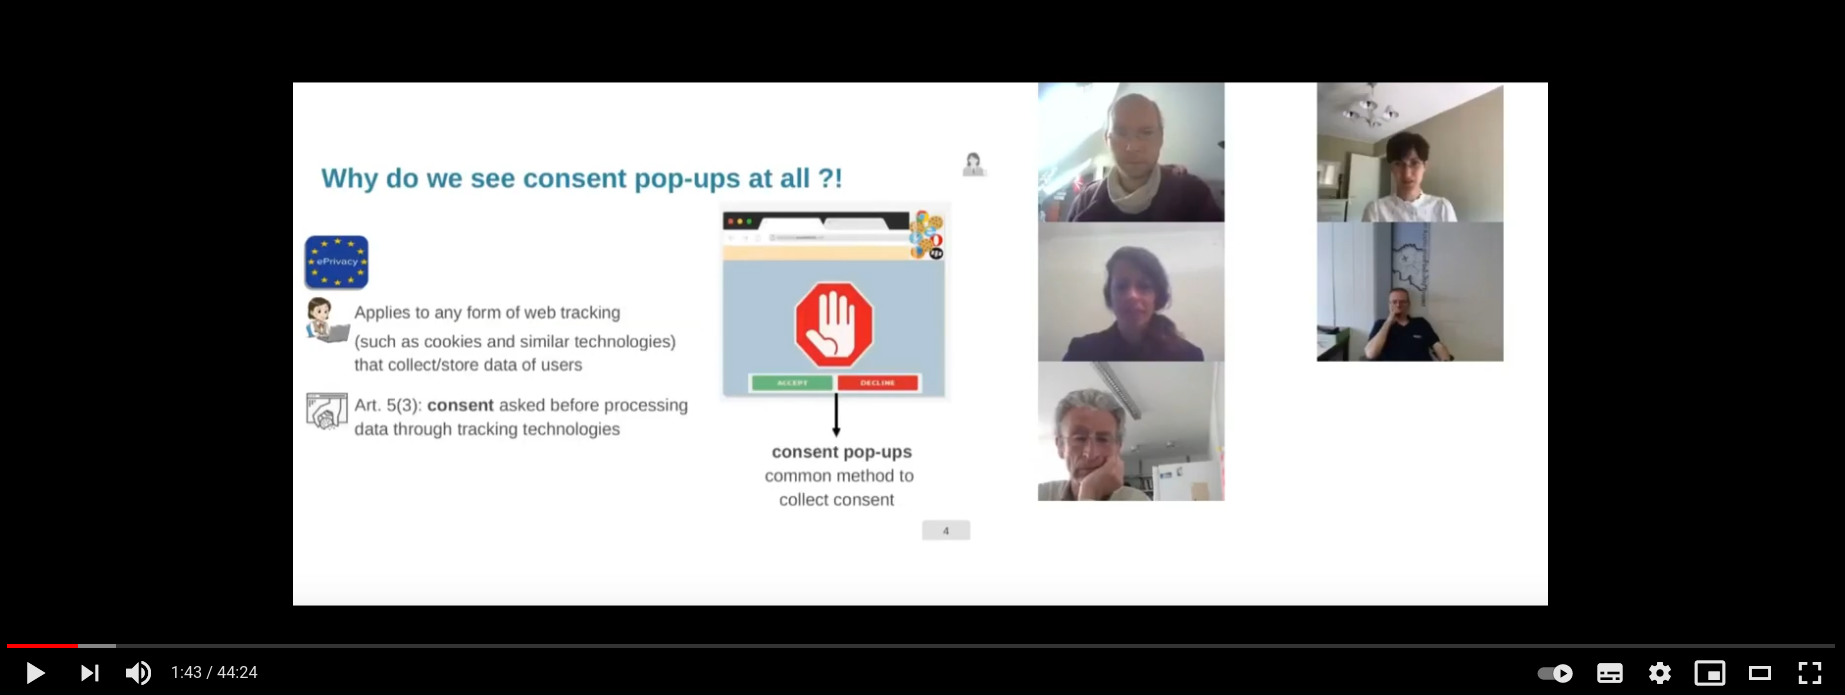 Why do we see consent pop-ups at all ?!
ePrivacy
Applies to any form of web tracking
(such as cookies and similar technologies)
that collect/store data of users
Art. 5(3): consent asked before processing
data through tracking technologies
ACCEPT
DECLINE
consent pop-ups
common method to
collect consent
4
1:43 / 44:24